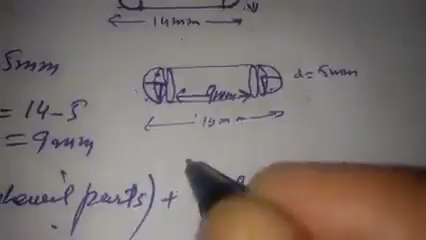 14mm
5mm
9mm
d = 5mm
= 14-5
14mm
= 9mm
parts) +